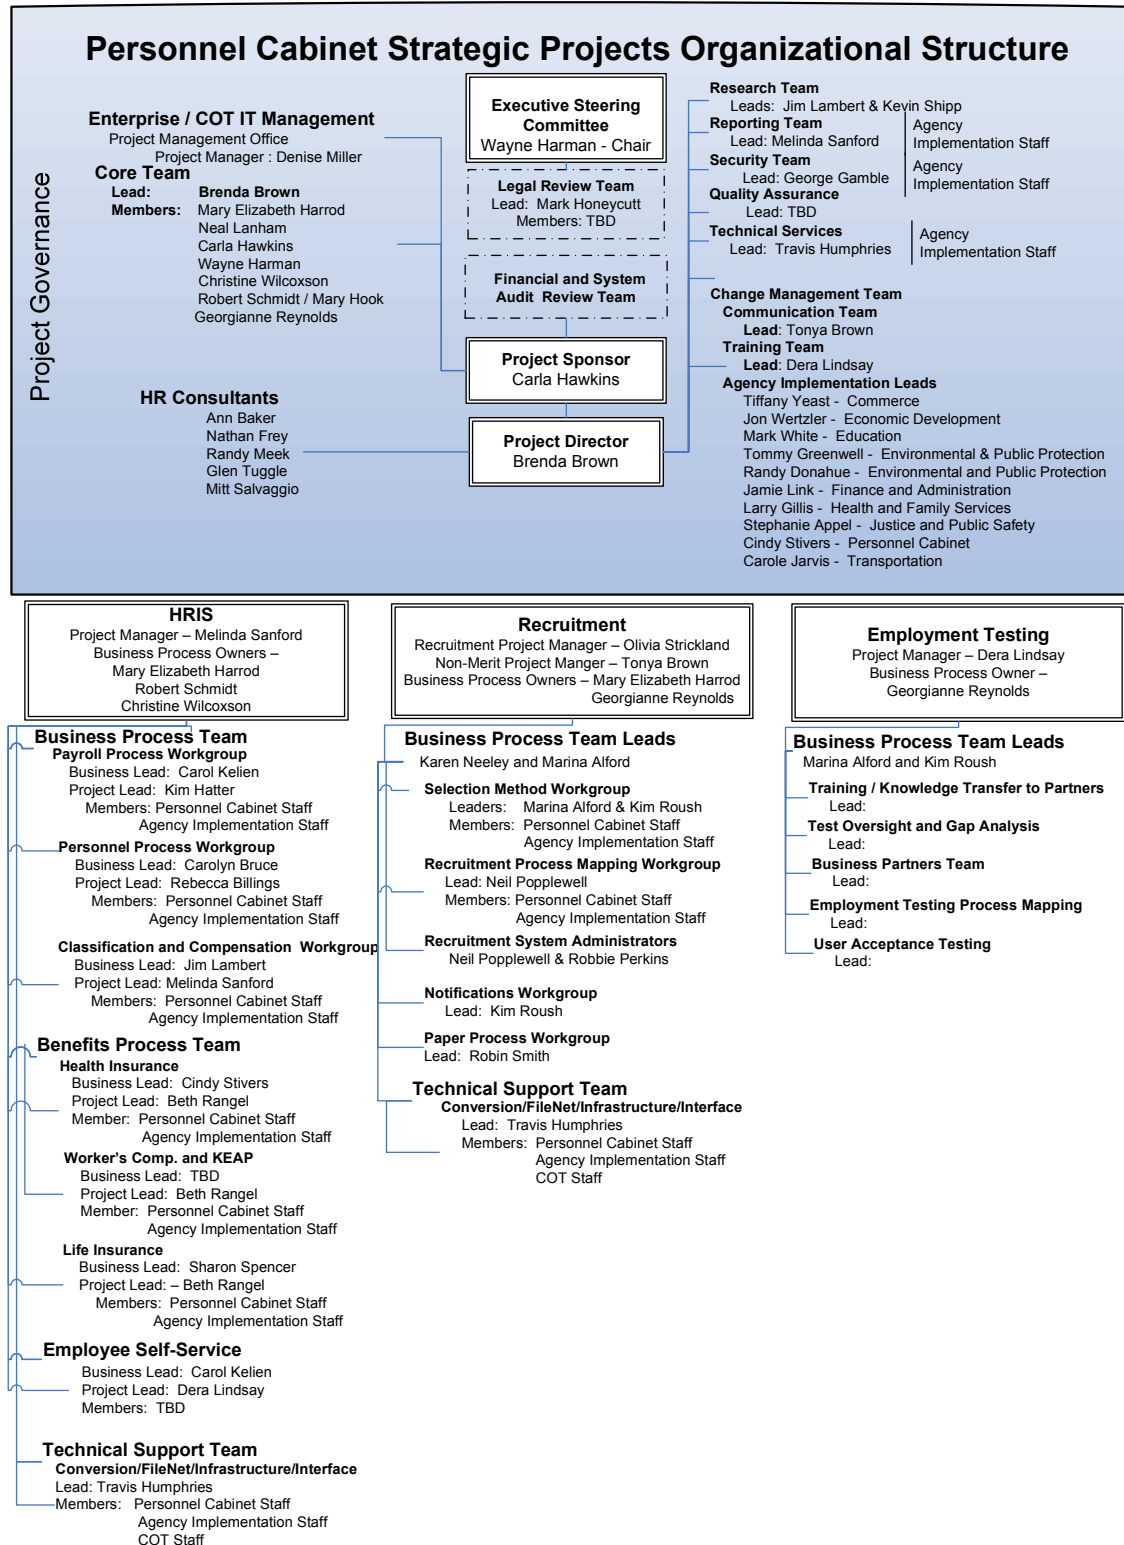 Personnel Cabinet Strategic Projects Organizational Structure
Project Governance
Enterprise / COT IT Management
Project Management Office
Project Manager : Denise Miller
Core Team
Lead: Brenda Brown
Members: Mary Elizabeth Harrod
Neal Lanham
Carla Hawkins
Wayne Harman
Christine Wilcoxson
Robert Schmidt / Mary Hook
Georgianne Reynolds
HR Consultants
Ann Baker
Nathan Frey
Randy Meek
Glen Tuggle
Mitt Salvaggio
Executive Steering
Committee
Wayne Harman - Chair
Legal Review Team
Lead: Mark Honeycutt
Members: TBD
Financial and System
Audit Review Team
Project Sponsor
Carla Hawkins
Project Director
Brenda Brown
Research Team
Leads: Jim Lambert & Kevin Shipp
Reporting Team
Lead: Melinda Sanford
Agency
Implementation Staff
Security Team
Lead: George Gamble
Agency
Implementation Staff
Quality Assurance
Lead: TBD
Technical Services
Lead: Travis Humphries
Agency
Implementation Staff
Change Management Team
Communication Team
Lead: Tonya Brown
Training Team
Lead: Dera Lindsay
Agency Implementation Leads
Tiffany Yeast - Commerce
Jon Wertzler - Economic Development
Mark White - Education
Tommy Greenwell - Environmental & Public Protection
Randy Donahue - Environmental and Public Protection
Jamie Link - Finance and Administration
Larry Gillis - Health and Family Services
Stephanie Appel - Justice and Public Safety
Cindy Stivers - Personnel Cabinet
Carole Jarvis - Transportation
HRIS
Project Manager – Melinda Sanford
Business Process Owners –
Mary Elizabeth Harrod
Robert Schmidt
Christine Wilcoxson
Business Process Team
Payroll Process Workgroup
Business Lead: Carol Kelien
Project Lead: Kim Hatter
Members: Personnel Cabinet Staff
Agency Implementation Staff
Personnel Process Workgroup
Business Lead: Carolyn Bruce
Project Lead: Rebecca Billings
Members: Personnel Cabinet Staff
Agency Implementation Staff
Classification and Compensation Workgroup
Business Lead: Jim Lambert
Project Lead: Melinda Sanford
Members: Personnel Cabinet Staff
Agency Implementation Staff
Benefits Process Team
Health Insurance
Business Lead: Cindy Stivers
Project Lead: Beth Rangel
Member: Personnel Cabinet Staff
Agency Implementation Staff
Worker's Comp. and KEAP
Business Lead: TBD
Project Lead: Beth Rangel
Member: Personnel Cabinet Staff
Agency Implementation Staff
Life Insurance
Business Lead: Sharon Spencer
Project Lead: – Beth Rangel
Members: Personnel Cabinet Staff
Agency Implementation Staff
Employee Self-Service
Business Lead: Carol Kelien
Project Lead: Dera Lindsay
Members: TBD
Technical Support Team
Conversion/FileNet/Infrastructure/Interface
Lead: Travis Humphries
Members: Personnel Cabinet Staff
Agency Implementation Staff
COT Staff
Recruitment
Recruitment Project Manager – Olivia Strickland
Non-Merit Project Manger – Tonya Brown
Business Process Owners – Mary Elizabeth Harrod
Georgianne Reynolds
Business Process Team Leads
Karen Neeley and Marina Alford
Selection Method Workgroup
Leaders: Marina Alford & Kim Roush
Members: Personnel Cabinet Staff
Agency Implementation Staff
Recruitment Process Mapping Workgroup
Lead: Neil Popplewell
Members: Personnel Cabinet Staff
Agency Implementation Staff
Recruitment System Administrators
Neil Popplewell & Robbie Perkins
Notifications Workgroup
Lead: Kim Roush
Paper Process Workgroup
Lead: Robin Smith
Technical Support Team
Conversion/FileNet/Infrastructure/Interface
Lead: Travis Humphries
Members: Personnel Cabinet Staff
Agency Implementation Staff
COT Staff
Employment Testing
Project Manager – Dera Lindsay
Business Process Owner –
Georgianne Reynolds
Business Process Team Leads
Marina Alford and Kim Roush
Training / Knowledge Transfer to Partners
Lead:
Test Oversight and Gap Analysis
Lead:
Business Partners Team
Lead:
Employment Testing Process Mapping
Lead:
User Acceptance Testing
Lead: